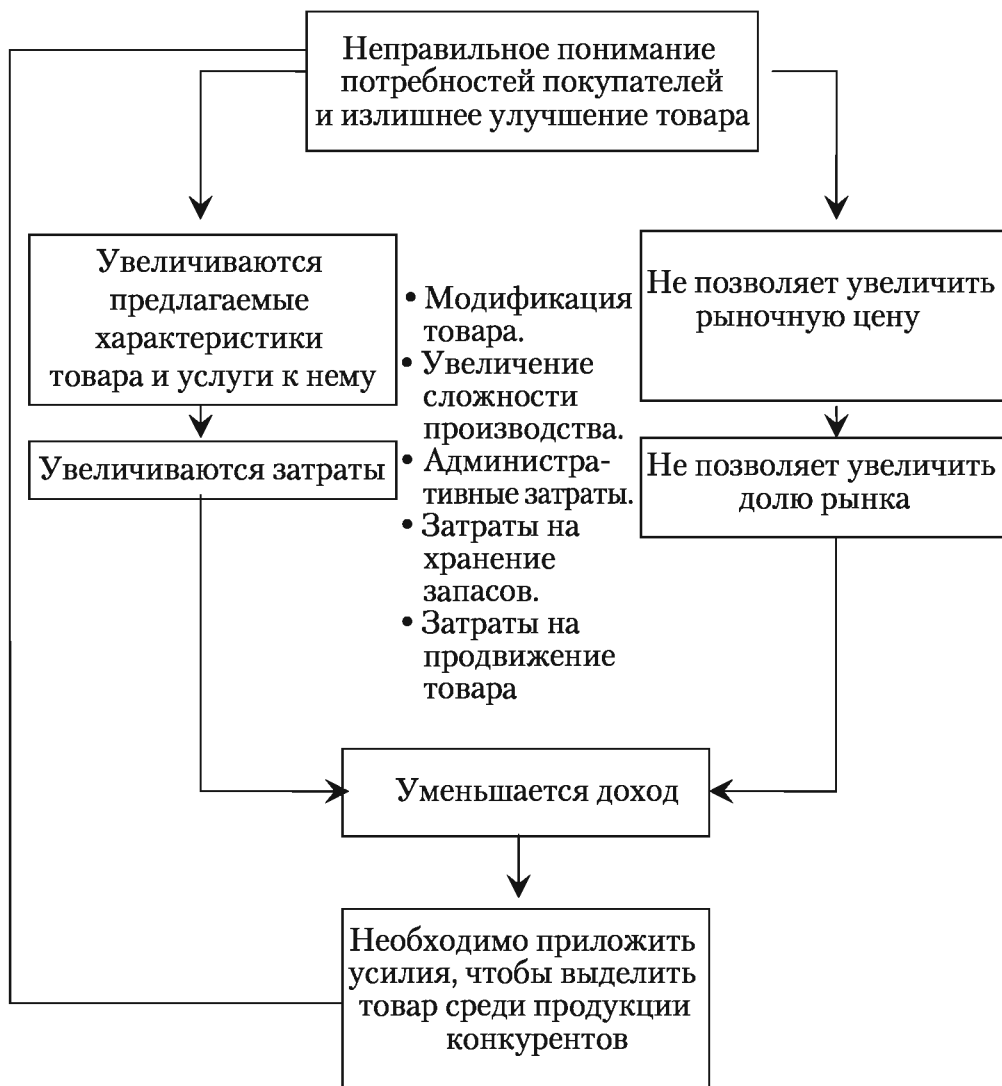 Неправильное понимание
потребностей покупателей
и излишнее улучшение товара
Увеличиваются
предлагаемые
характеристики
товара и услуги к нему
Увеличиваются затраты
• Модификация
товара.
• Увеличение
сложности
производства.
• Администра-
тивные затраты.
• Затраты на
хранение
запасов.
• Затраты на
продвижение
товара
Не позволяет увеличить
рыночную цену
Не позволяет увеличить
долю рынка
Уменьшается доход
Необходимо приложить
усилия, чтобы выделить
товар среди продукции
конкурентов